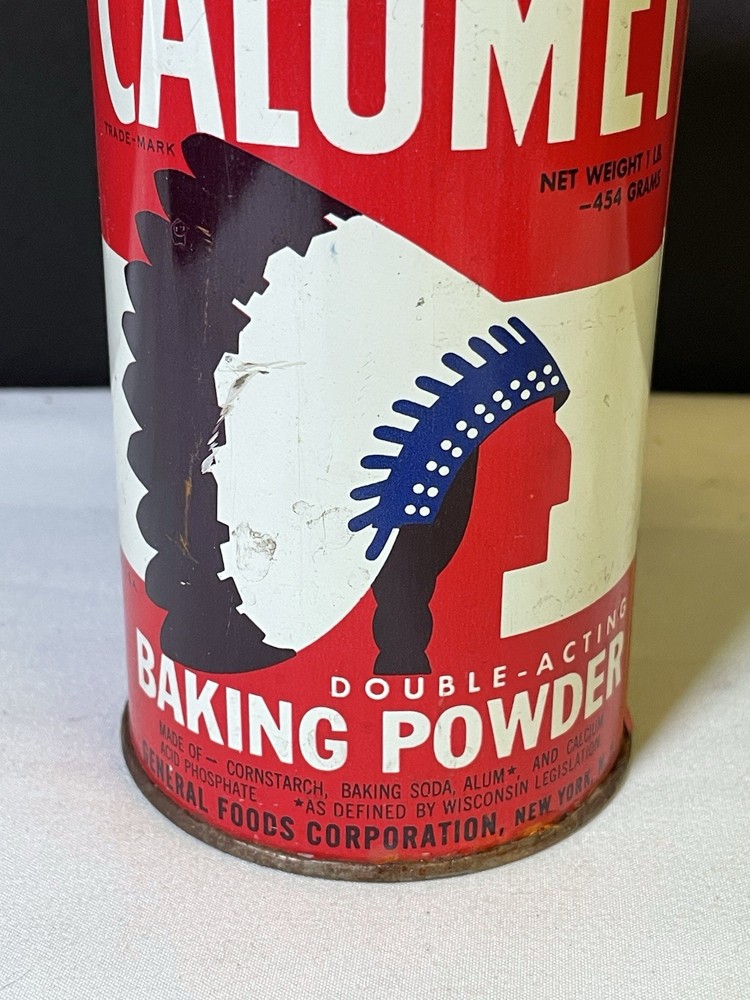 CALUMET
TRADE-MARK
NET WEIGHT 1 LB.
—454 GRAMS
DOUBLE-ACTING
BAKING POWDER
MADE OF— CORNSTARCH, BAKING SODA, ALUM*, AND CALCIUM
ACID PHOSPHATE *AS DEFINED BY WISCONSIN LEGISLATION
GENERAL FOODS CORPORATION, NEW YORK, N.